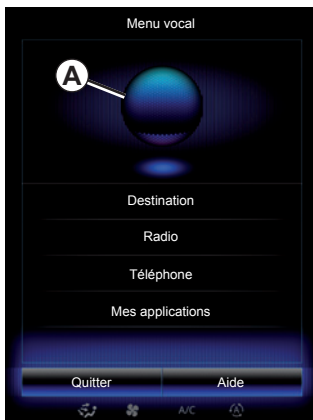 Menu vocal
A
Destination
Radio
Téléphone
Mes applications
Quitter Aide
A/C A